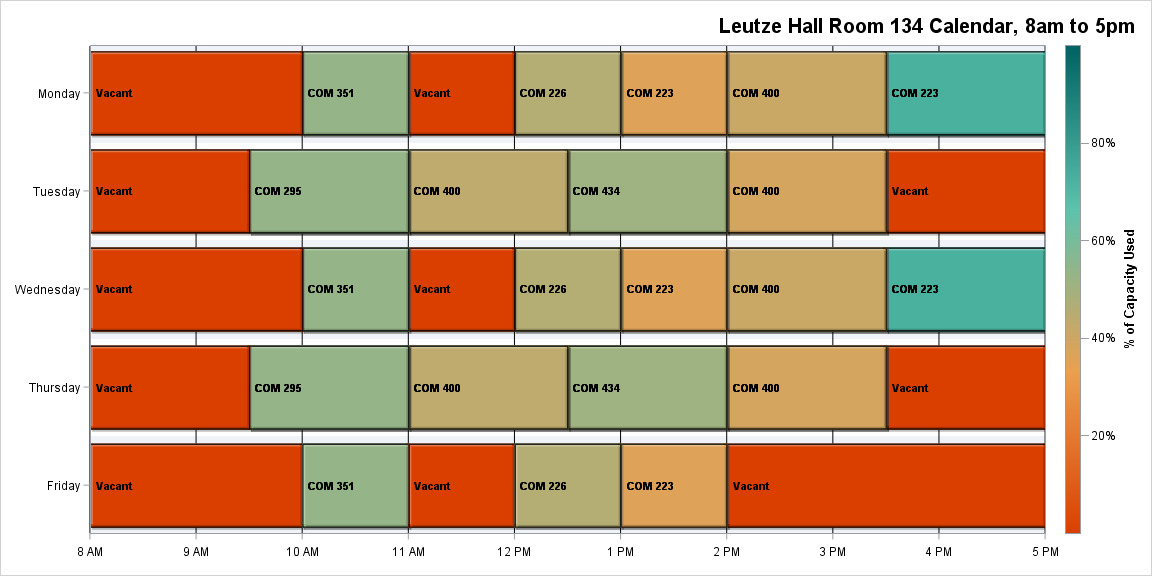 Leutze Hall Room 134 Calendar, 8am to 5pm
Monday
Vacant
COM 351
Vacant
COM 226
COM 223
COM 400
COM 223
Tuesday
Vacant
COM 295
COM 400
COM 434
COM 400
Vacant
Wednesday
Vacant
COM 351
Vacant
COM 226
COM 223
COM 400
COM 223
Thursday
Vacant
COM 295
COM 400
COM 434
COM 400
Vacant
Friday
Vacant
COM 351
Vacant
COM 226
COM 223
Vacant
8 AM
9 AM
10 AM
11 AM
12 PM
1 PM
2 PM
3 PM
4 PM
5 PM
80%
60%
40%
20%
% of Capacity Used